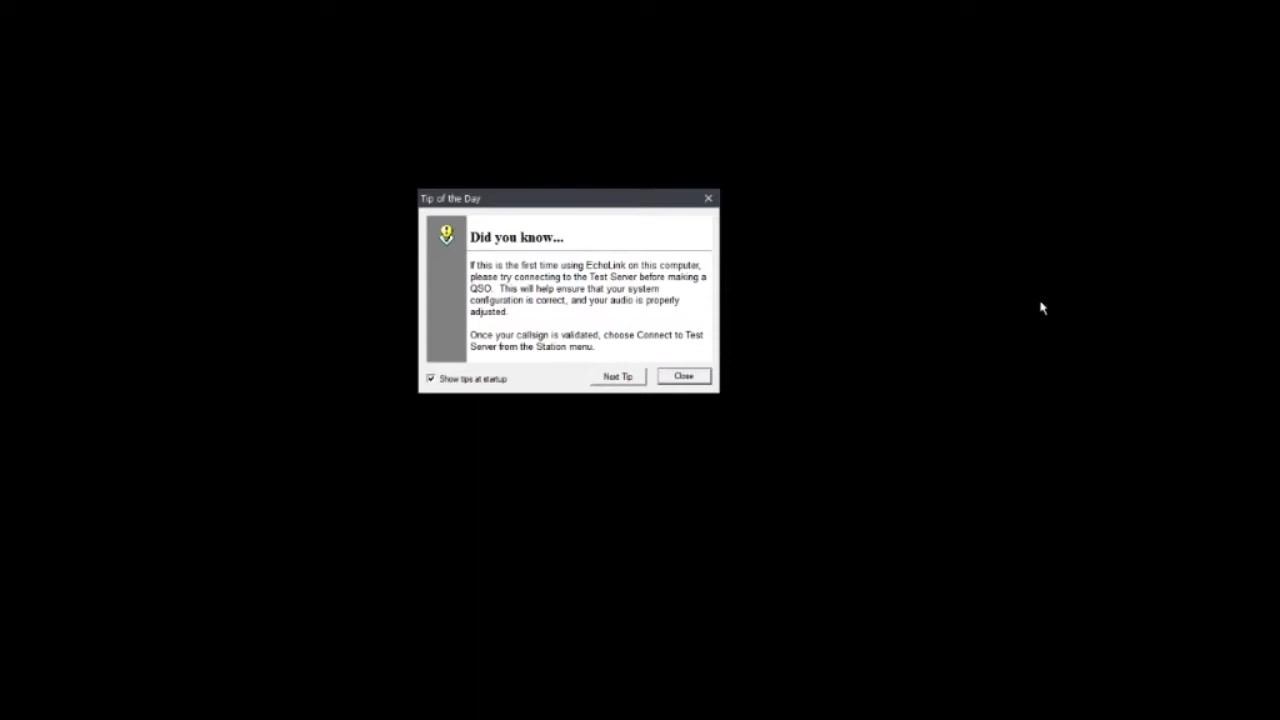 Tip of the Day
Did you know...
If this is the first time using EchoLink on this computer,
please try connecting to the Test Server before making a
QSO. This will help ensure that your system
configuration is correct, and your audio is properly
adjusted.
Once your callsign is validated, choose Connect to Test
Server from the Station menu.
Show tips at startup
Next Tip
Close